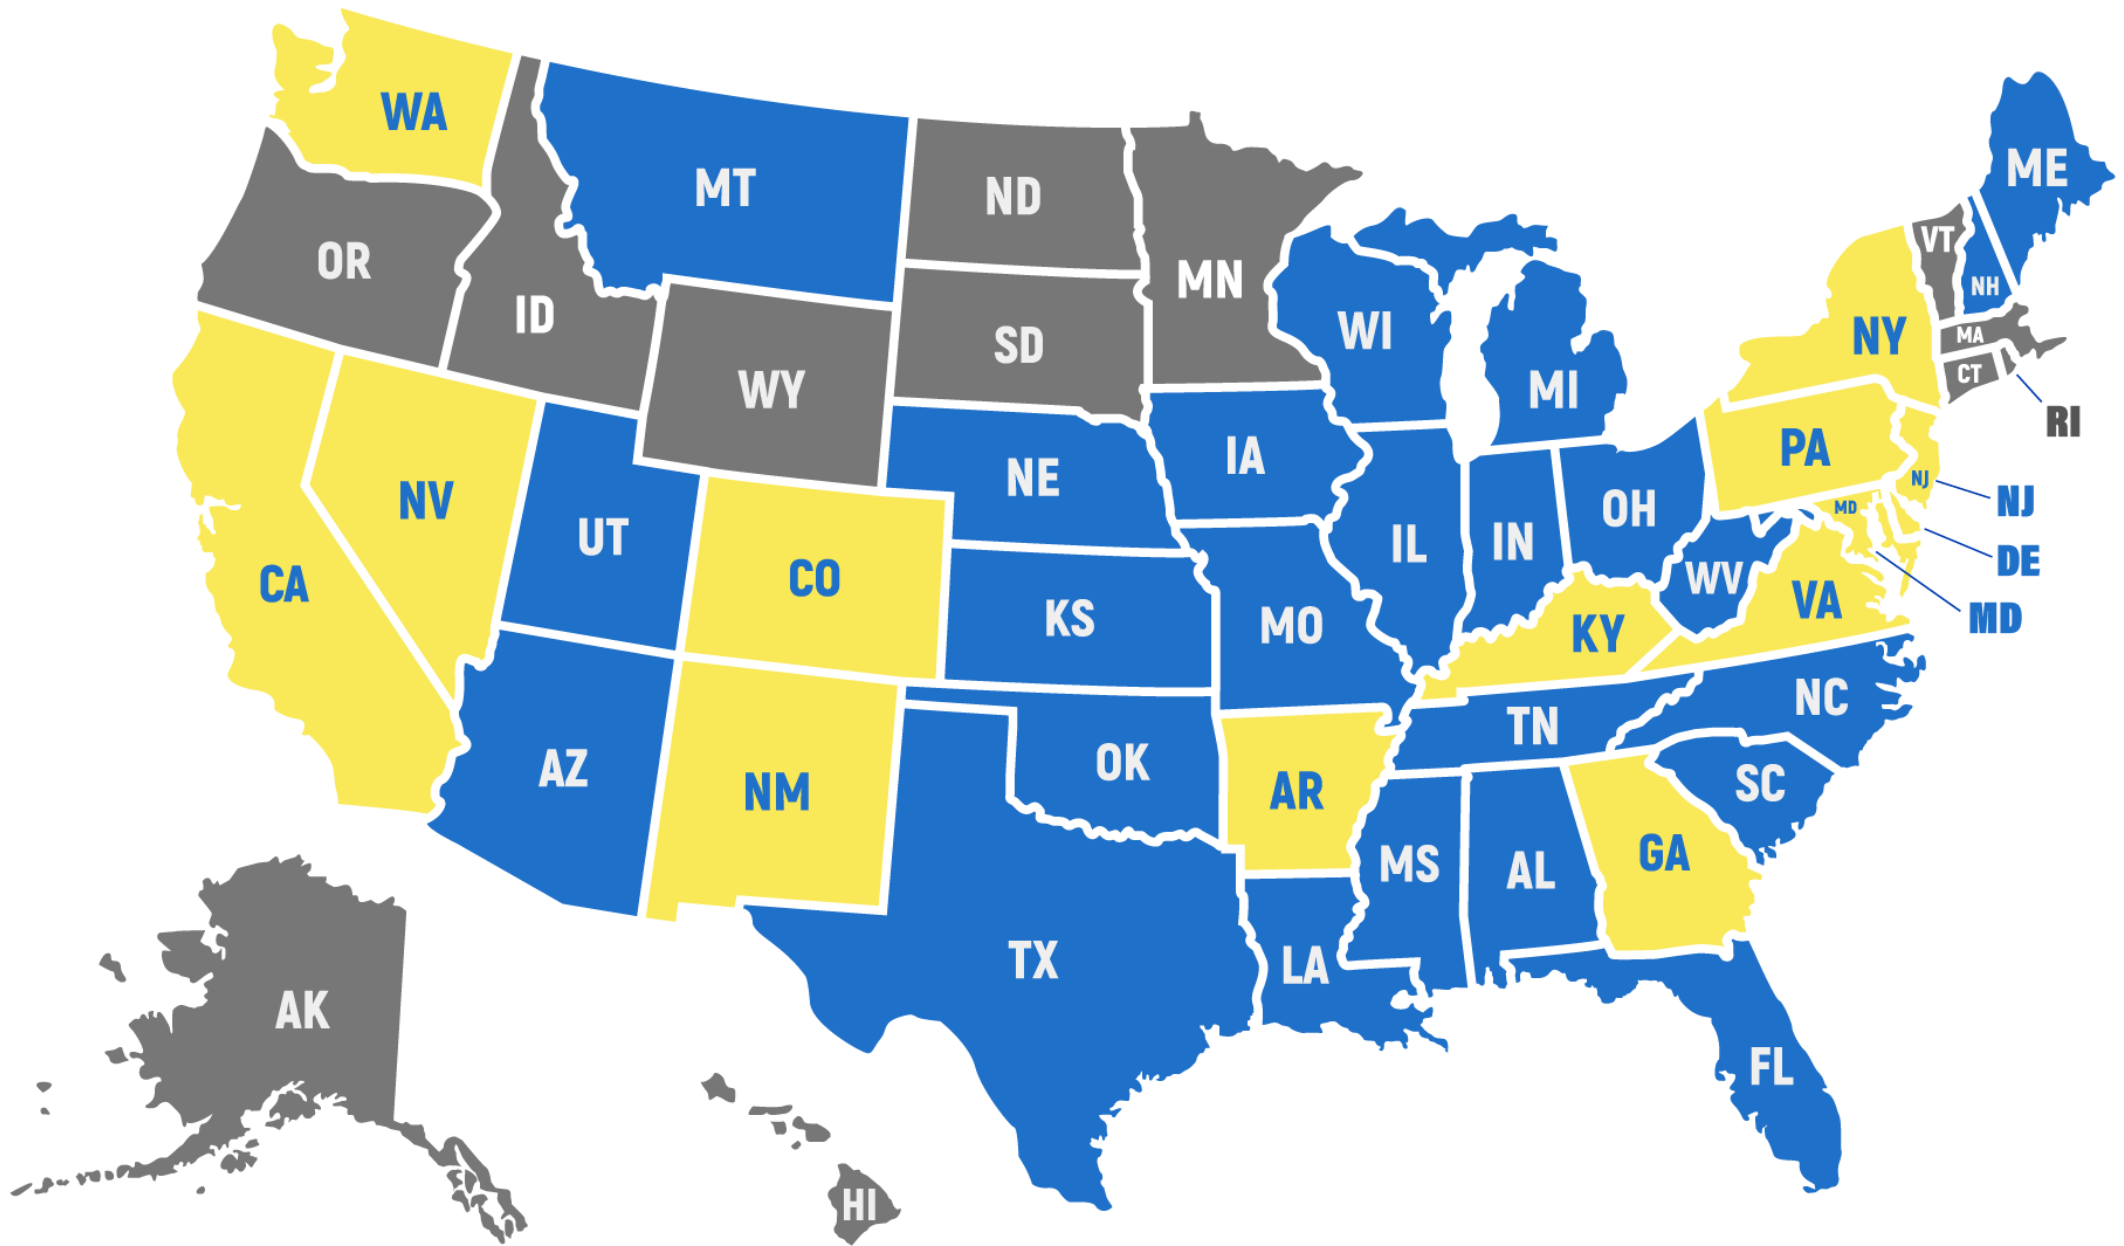 WA
MT
ME
ND
VT
OR
MN
NH
ID
WI
NY
MA
SD
CT
WY
MI
RI
PA
IA
NE
NJ
NJ
NV
MD
OH
UT
IN
IL
DE
CO
WV
CA
VA
KS
MO
MD
KY
NC
TN
OK
AZ
SC
NM
AR
GA
MS
AL
TX
LA
AK
FL
HI